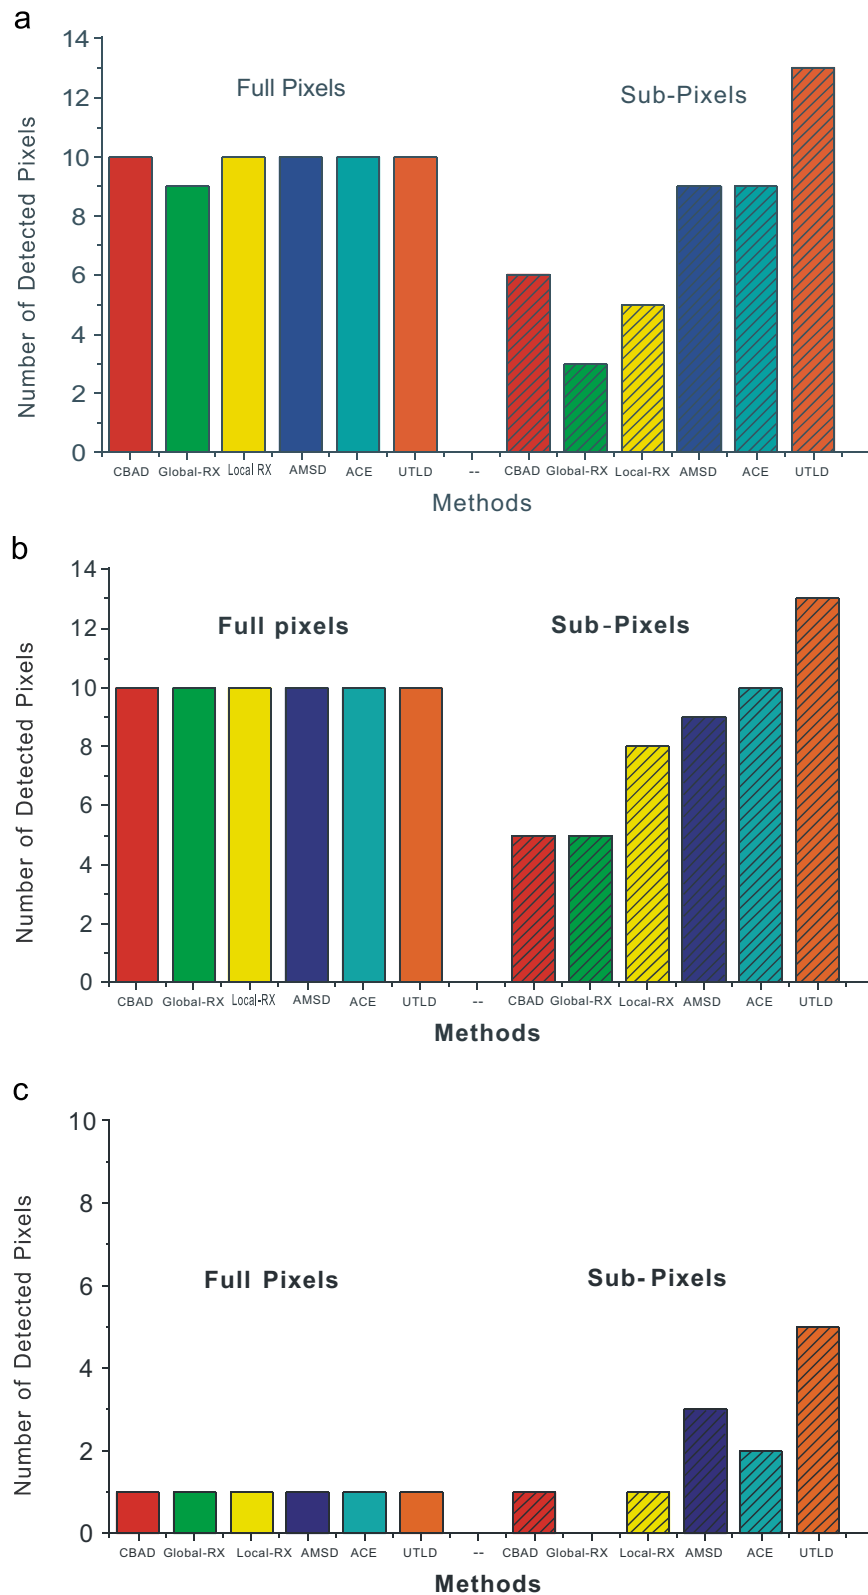 a
14
Full Pixels
Sub-Pixels
12
10
8
6
4
2
0
Number of Detected Pixels
CBAD Global-RX Local RX AMSD ACE UTLD -- CBAD Global-RX Local-RX AMSD ACE UTLD
Methods
b
14
Full pixels
Sub-Pixels
12
10
8
6
4
2
0
Number of Detected Pixels
CBAD Global-RX Local-RX AMSD ACE UTLD -- CBAD Global-RX Local-RX AMSD ACE UTLD
Methods
c
10
8
6
Full Pixels
Sub-Pixels
4
2
0
Number of Detected Pixels
CBAD Global-RX Local-RX AMSD ACE UTLD -- CBAD Global-RX Local-RX AMSD ACE UTLD
Methods